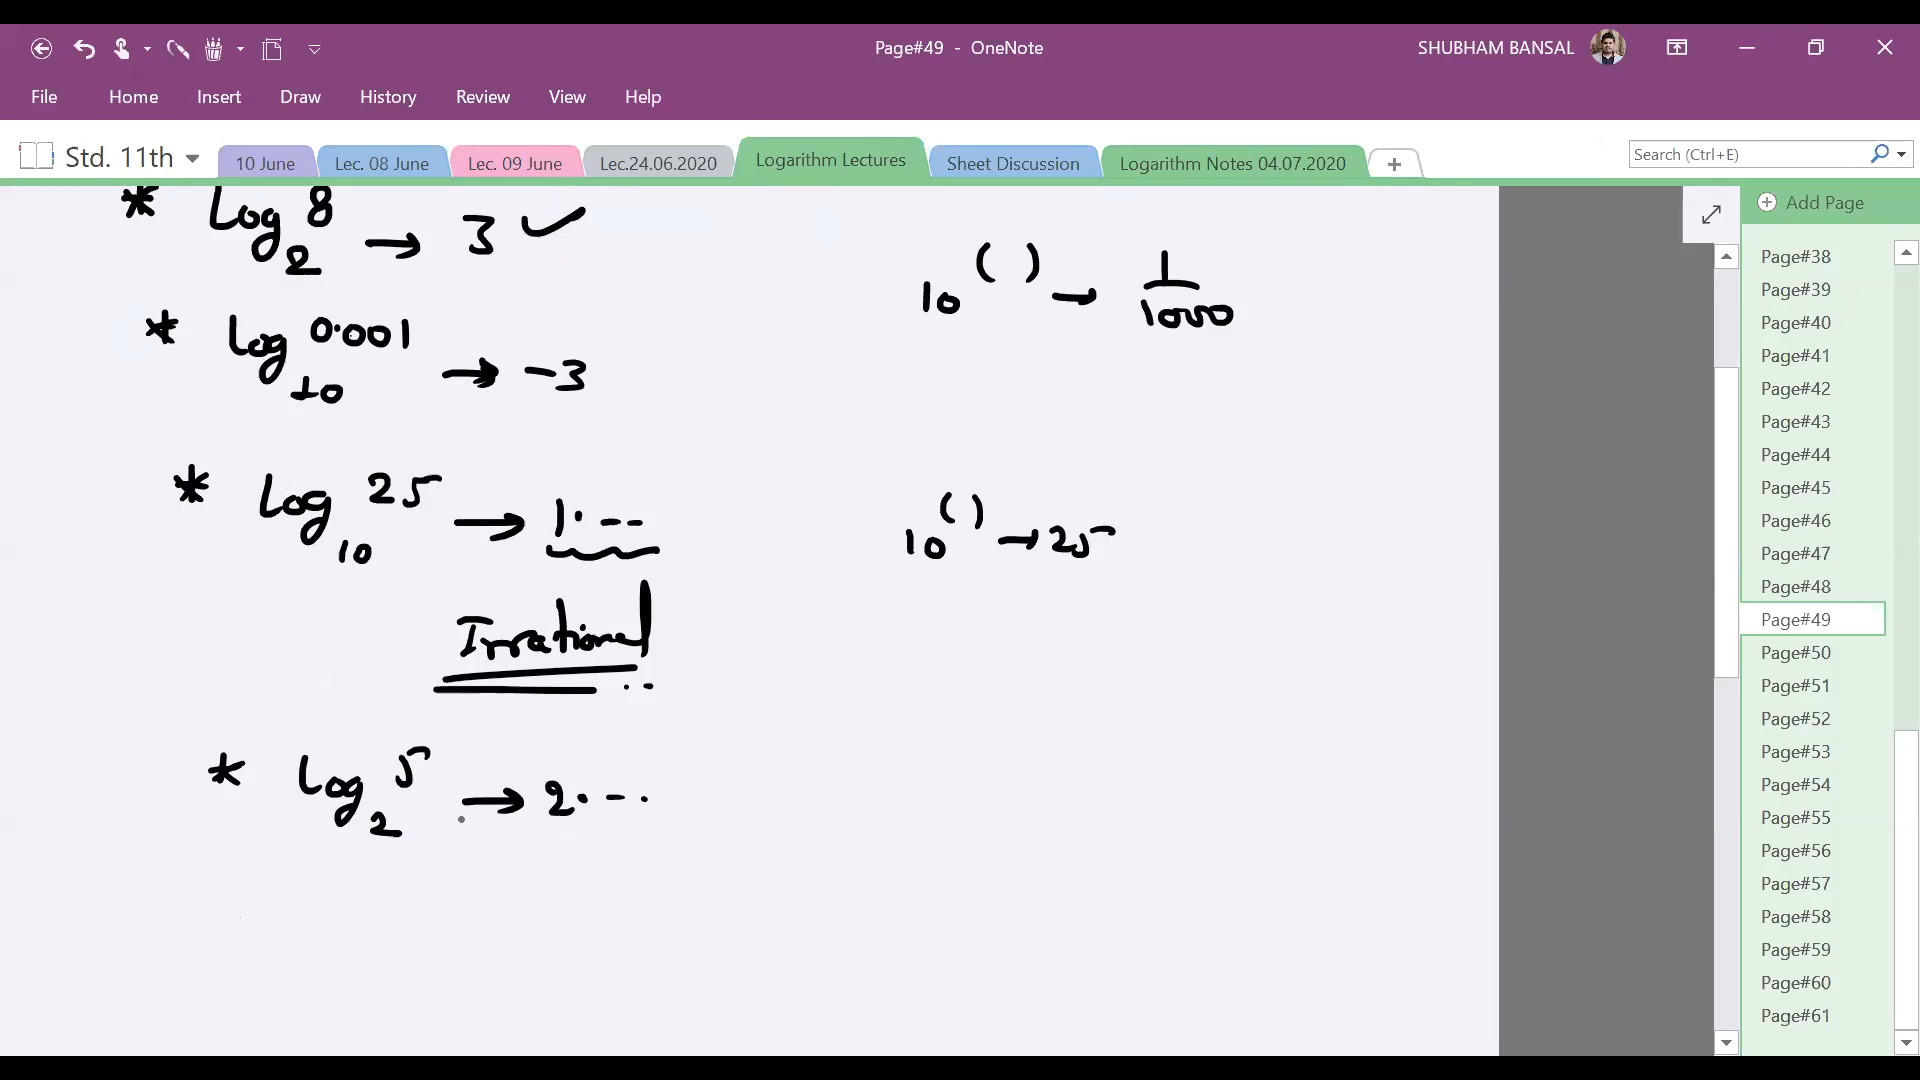 Page#49 - OneNote
SHUBHAM BANSAL
File Home Insert Draw History Review View Help
Std. 11th
10 June
Lec. 08 June
Lec. 09 June
Lec.24.06.2020
Logarithm Lectures
Sheet Discussion
Logarithm Notes 04.07.2020
+
Search (Ctrl+E)
* log₂ 8 → 3 ✓
10^( ) → 1/1000
* log₁₀ 0.001 → -3
* log₁₀ 25 → 1.---
10^( ) → 25
Irrational
* log₂ 5 → 2.--.
Add Page
Page#38
Page#39
Page#40
Page#41
Page#42
Page#43
Page#44
Page#45
Page#46
Page#47
Page#48
Page#49
Page#50
Page#51
Page#52
Page#53
Page#54
Page#55
Page#56
Page#57
Page#58
Page#59
Page#60
Page#61